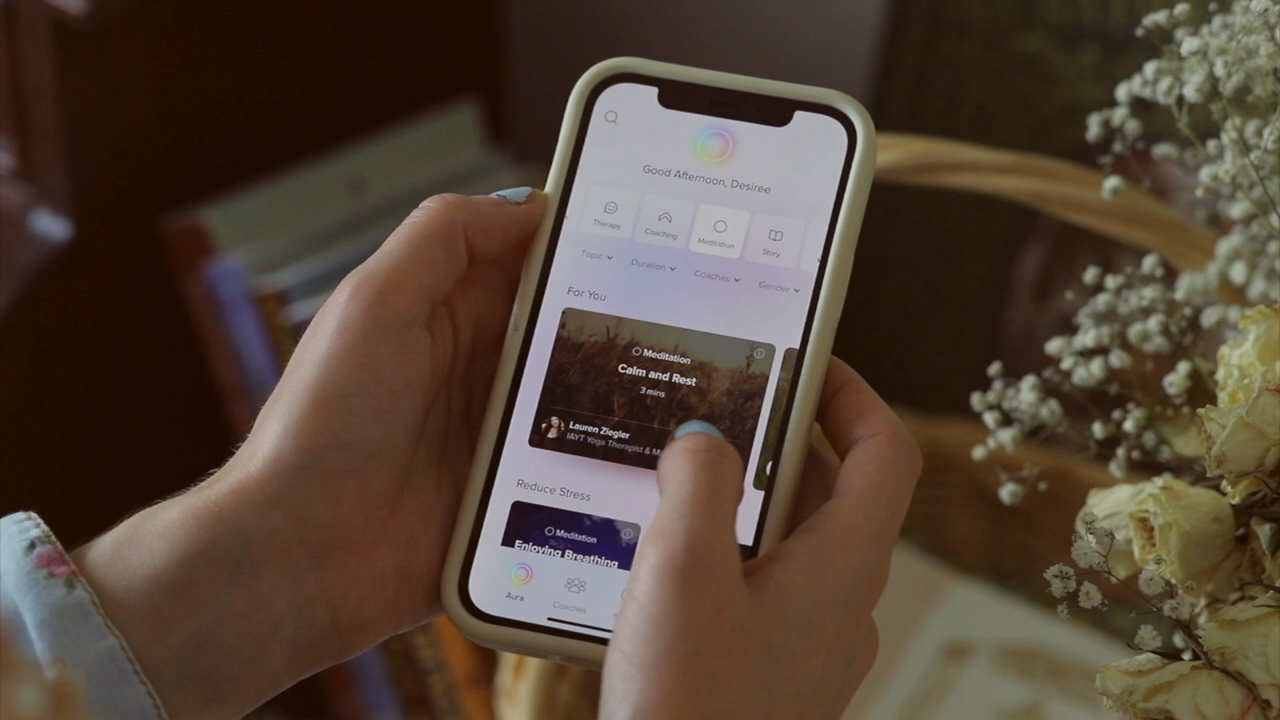 Good Afternoon, Desiree
Therapy
Coaching
Meditation
Story
Topic
Duration
Coaches
Gender
For You
Meditation
Calm and Rest
3 mins
Lauren Ziegler
IAYT Yoga Therapist & M
Reduce Stress
Meditation
Enjoying Breathing
Aura
Coaches